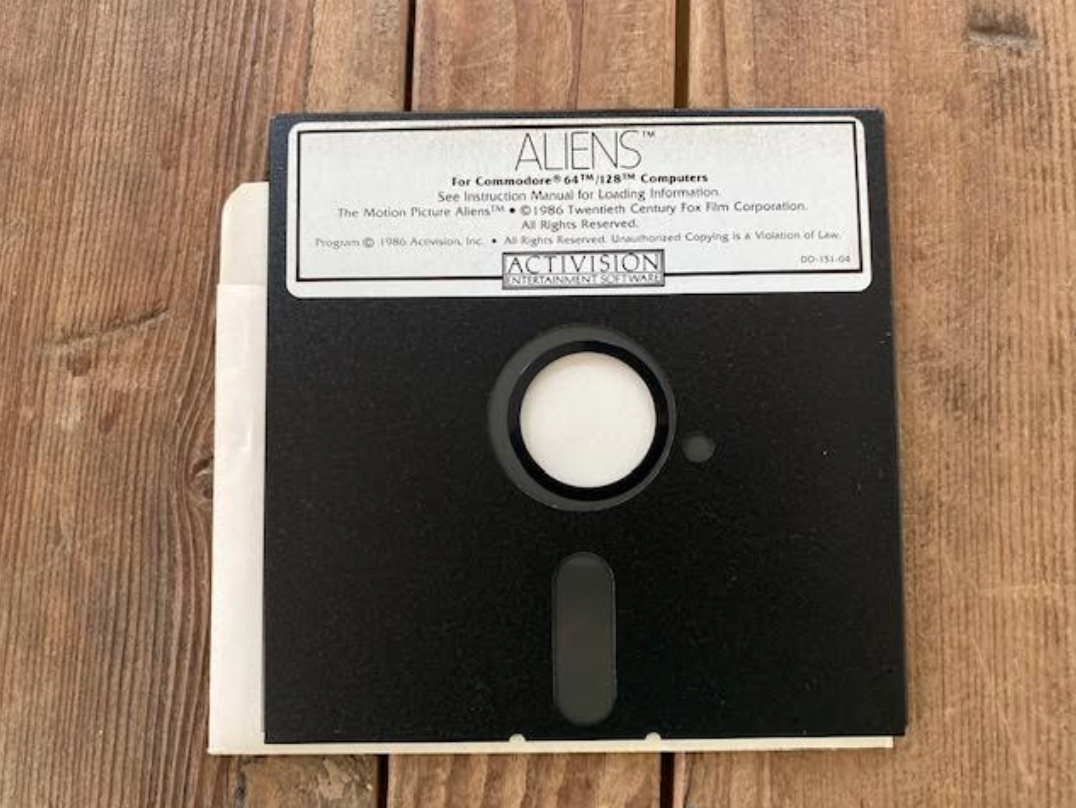 ALIENS™
For Commodore® 64™/128™ Computers
See Instruction Manual for Loading Information.
The Motion Picture Aliens™ • ©1986 Twentieth Century Fox Film Corporation.
All Rights Reserved.
Program © 1986 Activision, Inc. • All Rights Reserved. Unauthorized Copying is a Violation of Law.
DD-151-04
ACTIVISION
ENTERTAINMENT SOFTWARE